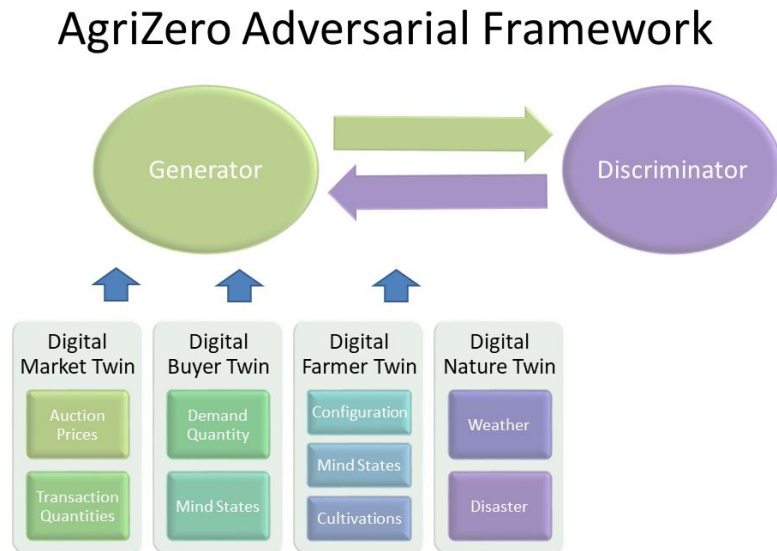 AgriZero Adversarial Framework
Generator
Discriminator
Digital
Market Twin
Auction
Prices
Transaction
Quantities
Digital
Buyer Twin
Demand
Quantity
Mind States
Digital
Farmer Twin
Configuration
Mind States
Cultivations
Digital
Nature Twin
Weather
Disaster